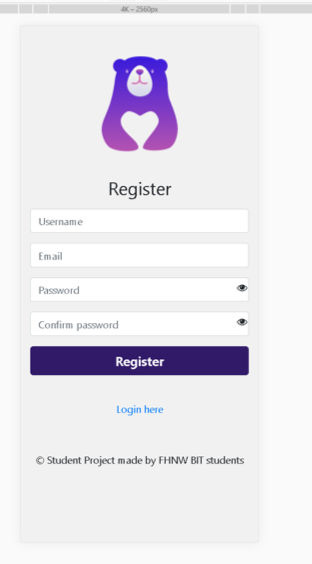 4K – 2560px
Register
Username
Email
Password
Confirm password
Register
Login here
© Student Project made by FHNW BIT students